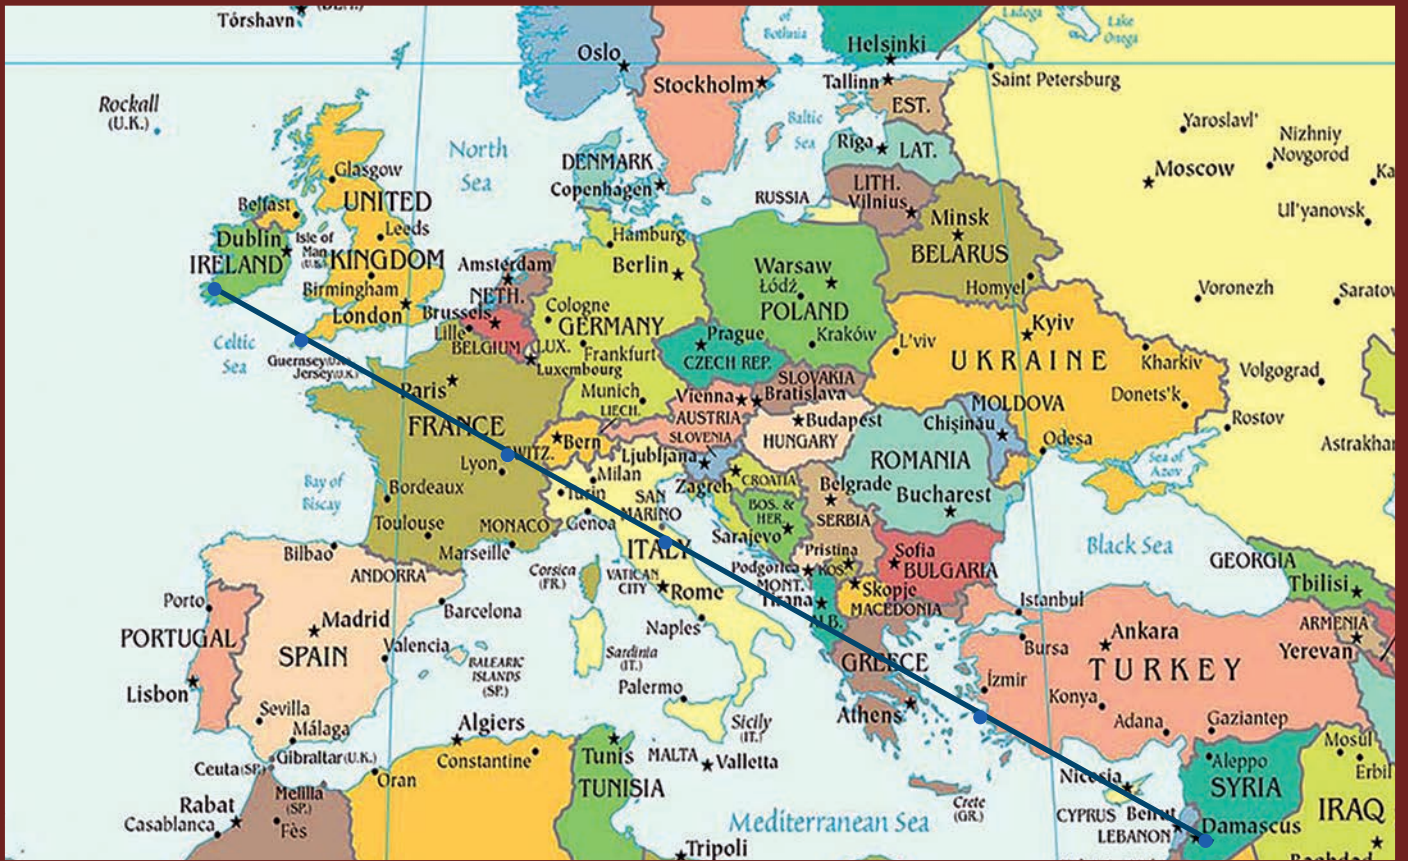 Tórshavn
Oslo
Stockholm
of
Bothnia
Helsinki
Tallinn
Ladoga
Lake
Onega
Saint Petersburg
EST.
Rockall
(U.K.)
North
Sea
DENMARK
Copenhagen
Baltic
Sea
Riga
LAT.
LITH.
Vilnius
RUSSIA
Yaroslavl'
Nizhniy
Novgorod
Moscow
Ka
Ul'yanovsk
Glasgow
UNITED
KINGDOM
Belfast
Leeds
Dublin
IRELAND
Isle of
Man
(U.K.)
Birmingham
London
Hamburg
Berlin
Minsk
BELARUS
Homyel
Warsaw
Łódź
POLAND
Kraków
Voronezh
Saratov
Amsterdam
NETH.
Brussels
Lille
BELGIUM
Cologne
GERMANY
LUX.
Frankfurt
Luxembourg
Prague
CZECH REP.
L'viv
Kyiv
UKRAINE
Kharkiv
Donets'k
Volgograd
Rostov
Astrakhan
Celtic
Sea
Guernsey(U.K.)
Jersey(U.K.)
Paris
FRANCE
Munich
LIECH.
Vienna
AUSTRIA
SLOVAKIA
Bratislava
Budapest
HUNGARY
SLOVENIA
MOLDOVA
Chişinău
Odesa
Sea of
Azov
Bern
WITZ.
Lyon
Ljubljana
Milan
Turin
Zagreb
CROATIA
Belgrade
ROMANIA
Bucharest
Bay of
Biscay
Bordeaux
Toulouse
MONACO
Marseille
Genoa
SAN
MARINO
BOS. &
HER.
Sarajevo
SERBIA
ITALY
Bilbao
ANDORRA
Corsica
(FR.)
VATICAN
CITY
Rome
Podgorica
MONT.
Pristina
KOS.
Sofia
BULGARIA
Skopje
MACEDONIA
Tirana
ALB.
Black Sea
GEORGIA
Tbilisi
Porto
PORTUGAL
Lisbon
Madrid
SPAIN
Barcelona
Valencia
BALEARIC
ISLANDS
(SP.)
Sardinia
(IT.)
Naples
Palermo
Sicily
(IT.)
GREECE
Athens
Istanbul
Bursa
Ankara
TURKEY
ARMENIA
Yerevan
İzmir
Konya
Adana
Gaziantep
Sevilla
Málaga
Gibraltar(U.K.)
Ceuta(SP.)
Melilla
(SP.)
Algiers
Constantine
Oran
Tunis
TUNISIA
MALTA
Valletta
Rabat
Casablanca
Fès
Tripoli
Crete
(GR.)
Mediterranean Sea
Nicosia
CYPRUS
Beirut
LEBANON
Aleppo
SYRIA
Damascus
Mosul
Erbil
IRAQ
Baghdad